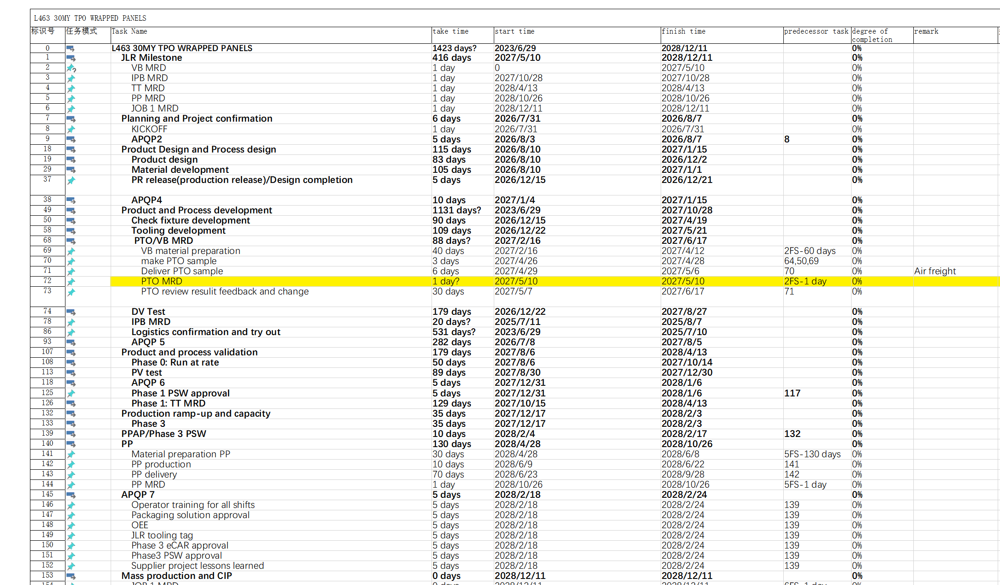 L463 30MY TPO WRAPPED PANELS
标识号 任务模式 Task Name take time start time finish time predecessor task degree of completion remark
0 L463 30MY TPO WRAPPED PANELS 1423 days? 2023/6/29 2028/12/11 0%
1 JLR Milestone 416 days 2027/5/10 2028/12/11 0%
2 VB MRD 1 day 0 2027/5/10 0%
3 IPB MRD 1 day 2027/10/28 2027/10/28 0%
4 TT MRD 1 day 2028/4/13 2028/4/13 0%
5 PP MRD 1 day 2028/10/26 2028/10/26 0%
6 JOB 1 MRD 1 day 2028/12/11 2028/12/11 0%
7 Planning and Project confirmation 6 days 2026/7/31 2026/8/7 0%
8 KICKOFF 1 day 2026/7/31 2026/7/31 0%
9 APQP2 5 days 2026/8/3 2026/8/7 8 0%
18 Product Design and Process design 115 days 2026/8/10 2027/1/15 0%
19 Product design 83 days 2026/8/10 2026/12/2 0%
29 Material development 105 days 2026/8/10 2027/1/1 0%
37 PR release(production release)/Design completion 5 days 2026/12/15 2026/12/21 0%
38 APQP4 10 days 2027/1/4 2027/1/15 0%
49 Product and Process development 1131 days? 2023/6/29 2027/10/28 0%
50 Check fixture development 90 days 2026/12/15 2027/4/19 0%
58 Tooling development 109 days 2026/12/22 2027/5/21 0%
68 PTO/VB MRD 88 days? 2027/2/16 2027/6/17 0%
69 VB material preparation 40 days 2027/2/16 2027/4/12 2FS-60 days 0%
70 make PTO sample 3 days 2027/4/26 2027/4/28 64,50,69 0%
71 Deliver PTO sample 6 days 2027/4/29 2027/5/6 70 0% Air freight
72 PTO MRD 1 day? 2027/5/10 2027/5/10 2FS-1 day 0%
73 PTO review resulit feedback and change 30 days 2027/5/7 2027/6/17 71 0%
74 DV Test 179 days 2026/12/22 2027/8/27 0%
78 IPB MRD 20 days? 2025/7/11 2025/8/7 0%
86 Logistics confirmation and try out 531 days? 2023/6/29 2025/7/10 0%
93 APQP 5 282 days 2026/7/8 2027/8/5 0%
107 Product and process validation 179 days 2027/8/6 2028/4/13 0%
108 Phase 0: Run at rate 50 days 2027/8/6 2027/10/14 0%
113 PV test 89 days 2027/8/30 2027/12/30 0%
118 APQP 6 5 days 2027/12/31 2028/1/6 0%
125 Phase 1 PSW approval 5 days 2027/12/31 2028/1/6 117 0%
126 Phase 1: TT MRD 129 days 2027/10/15 2028/4/13 0%
132 Production ramp-up and capacity 35 days 2027/12/17 2028/2/3 0%
133 Phase 3 35 days 2027/12/17 2028/2/3 0%
139 PPAP/Phase 3 PSW 10 days 2028/2/4 2028/2/17 132 0%
140 PP 130 days 2028/4/28 2028/10/26 0%
141 Material preparation PP 30 days 2028/4/28 2028/6/8 5FS-130 days 0%
142 PP production 10 days 2028/6/9 2028/6/22 141 0%
143 PP delivery 70 days 2028/6/23 2028/9/28 142 0%
144 PP MRD 1 day 2028/10/26 2028/10/26 5FS-1 day 0%
145 APQP 7 5 days 2028/2/18 2028/2/24 0%
146 Operator training for all shifts 5 days 2028/2/18 2028/2/24 139 0%
147 Packaging solution approval 5 days 2028/2/18 2028/2/24 139 0%
148 OEE 5 days 2028/2/18 2028/2/24 139 0%
149 JLR tooling tag 5 days 2028/2/18 2028/2/24 139 0%
150 Phase 3 eCAR approval 5 days 2028/2/18 2028/2/24 139 0%
151 Phase3 PSW approval 5 days 2028/2/18 2028/2/24 139 0%
152 Supplier project lessons learned 5 days 2028/2/18 2028/2/24 139 0%
153 Mass production and CIP 0 days 2028/12/11 2028/12/11 0%
154 JOB 1 MRD 0 days 2028/12/11 2028/12/11 6FS-1 day 0%